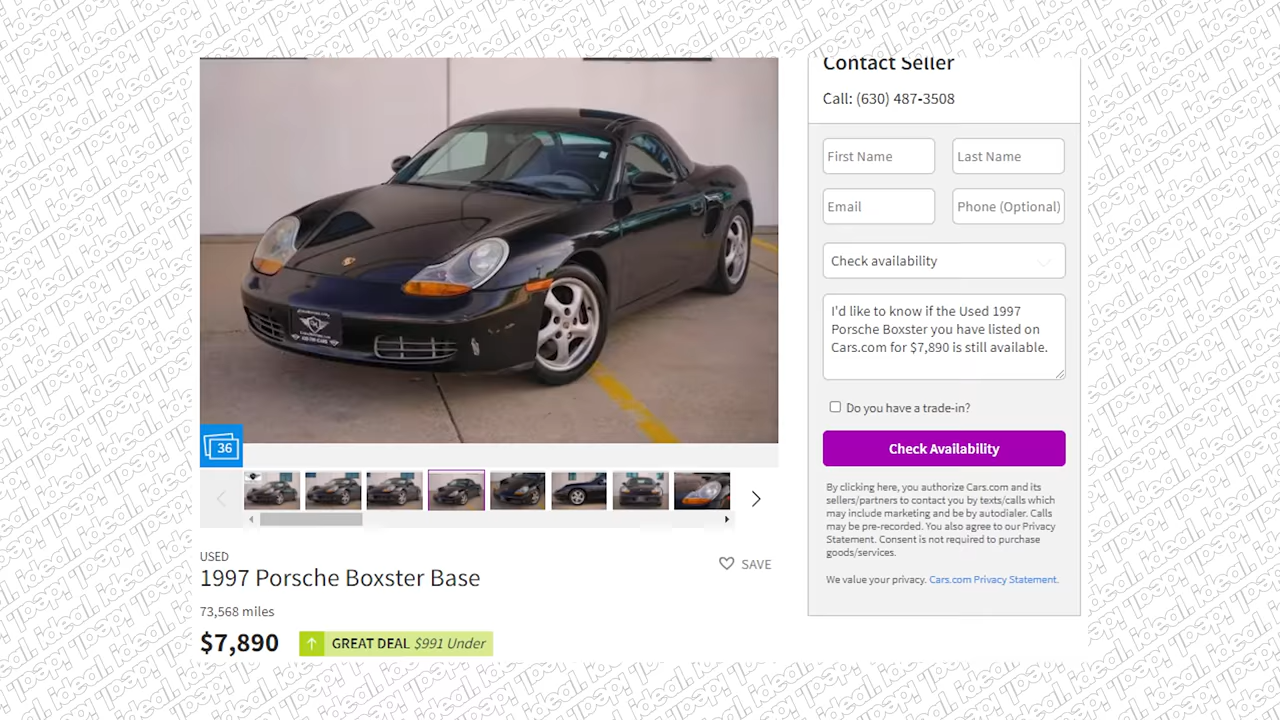 Contact Seller
Call: (630) 487-3508
First Name
Last Name
Email
Phone (Optional)
Check availability
I'd like to know if the Used 1997
Porsche Boxster you have listed on
Cars.com for $7,890 is still available.
Do you have a trade-in?
Check Availability
By clicking here, you authorize Cars.com and its
sellers/partners to contact you by texts/calls which
may include marketing and be by autodialer. Calls
may be pre-recorded. You also agree to our Privacy
Statement. Consent is not required to purchase
goods/services.
We value your privacy. Cars.com Privacy Statement.
36
USED
1997 Porsche Boxster Base
SAVE
73,568 miles
$7,890
GREAT DEAL $991 Under
ideal